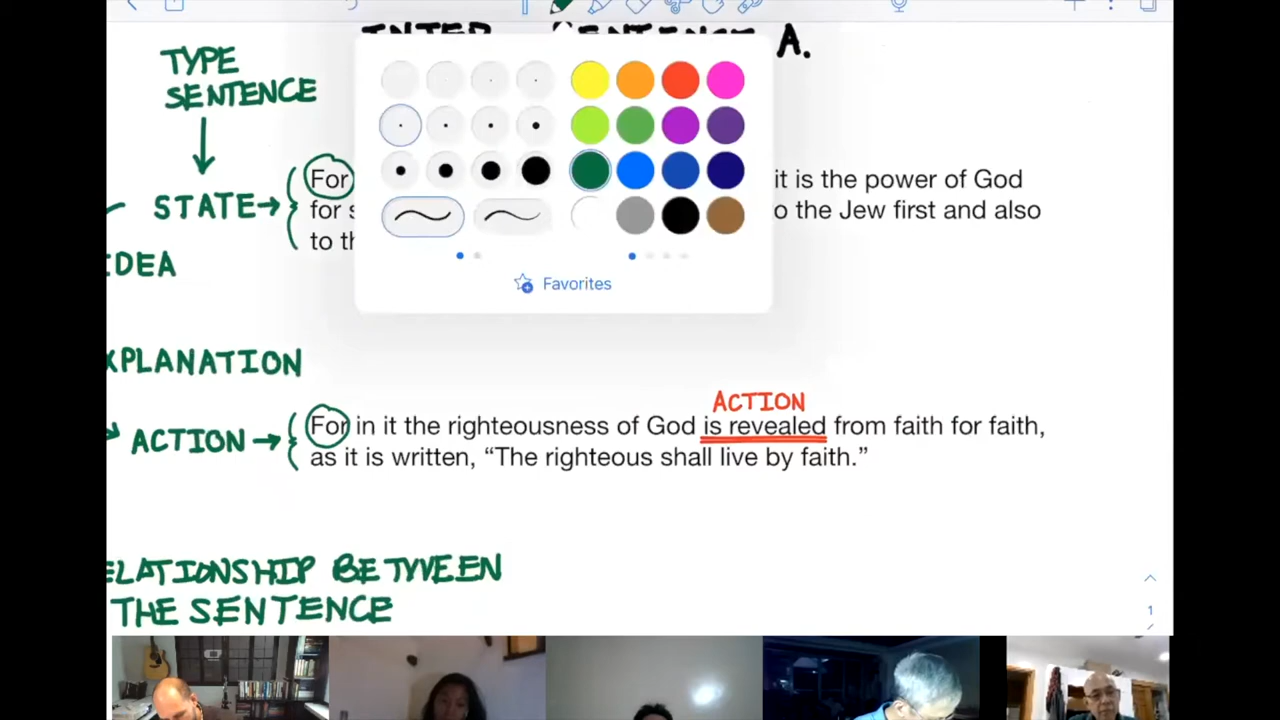 A.
TYPE
SENTENCE
For it is the power of God
STATE→
for o the Jew first and also
to
IDEA
Favorites
XPLANATION
ACTION
For in it the righteousness of God is revealed from faith for faith,
ACTION→
as it is written, “The righteous shall live by faith.”
ELATIONSHIP BETWEEN
THE SENTENCE
1